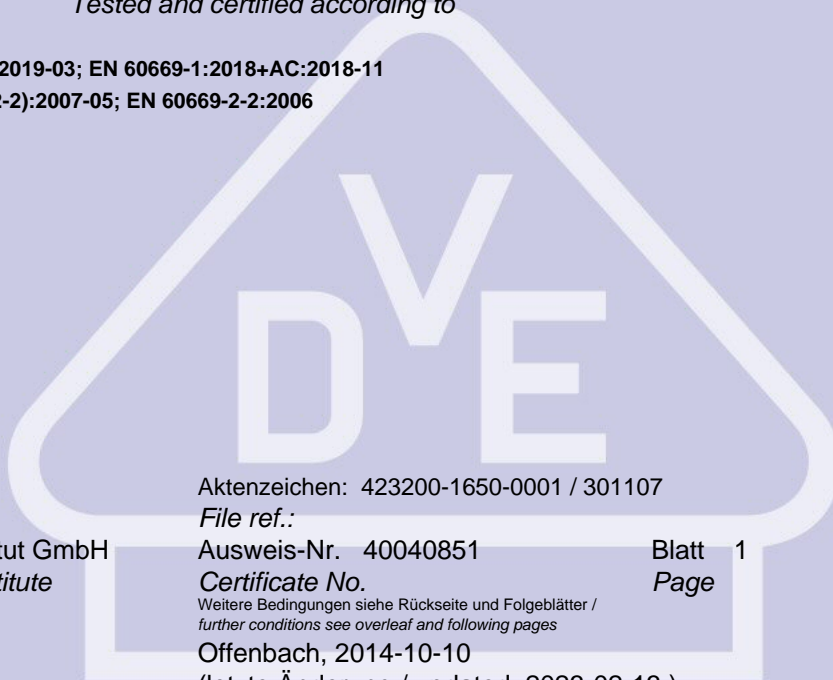 Tested and certified according to
2019-03; EN 60669-1:2018+AC:2018-11
2-2):2007-05; EN 60669-2-2:2006
DVE
Aktenzeichen: 423200-1650-0001 / 301107
File ref.:
tut GmbH Ausweis-Nr. 40040851 Blatt 1
titute Certificate No. Page
Weitere Bedingungen siehe Rückseite und Folgeblätter /
further conditions see overleaf and following pages
Offenbach, 2014-10-10